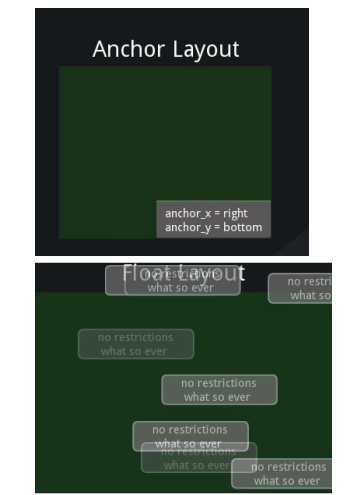 Anchor Layout
anchor_x = right
anchor_y = bottom
Float Layout
no restrictions
what so ever
no restri
what so
no restrictions
what so ever
no restrictions
what so ever
no restrictions
what so ever
no restrictions
what so ever
no restrictions
what so ever